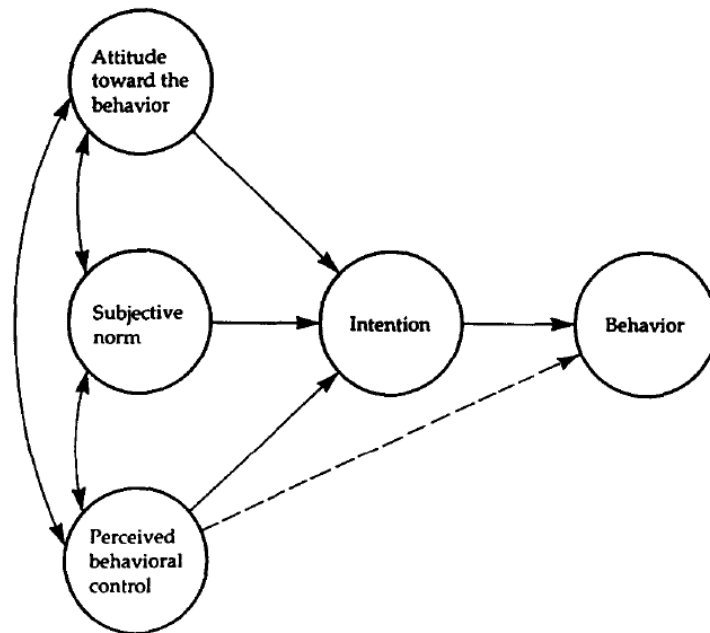 Attitude
toward the
behavior
Subjective
norm
Intention
Behavior
Perceived
behavioral
control